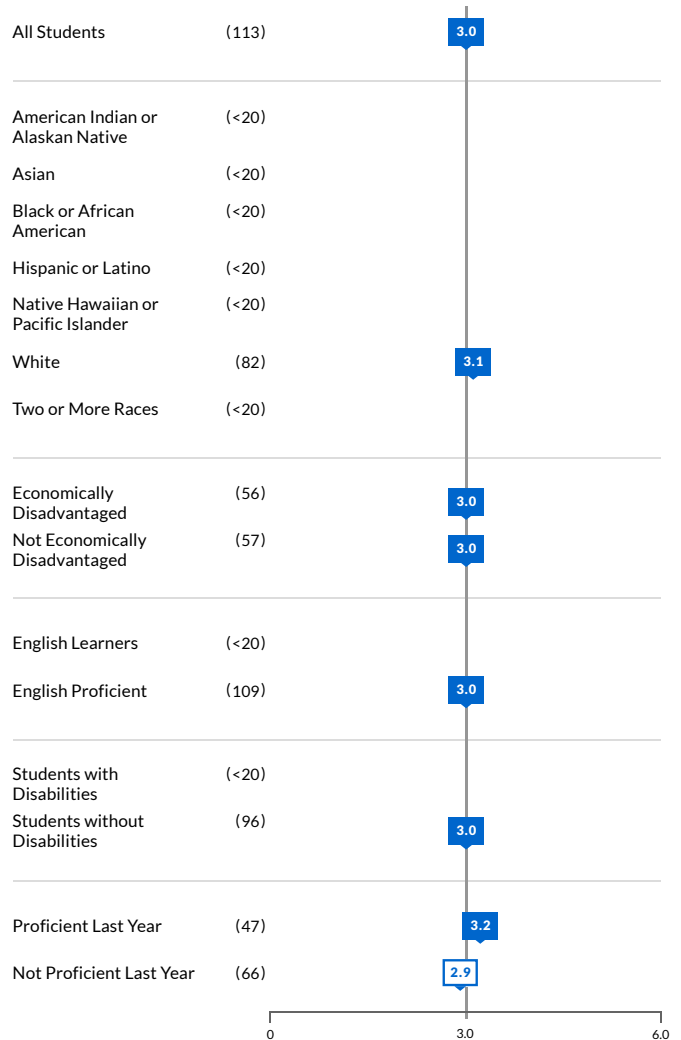 All Students (113) 3.0
American Indian or (<20)
Alaskan Native
Asian (<20)
Black or African (<20)
American
Hispanic or Latino (<20)
Native Hawaiian or (<20)
Pacific Islander
White (82) 3.1
Two or More Races (<20)
Economically (56) 3.0
Disadvantaged
Not Economically (57) 3.0
Disadvantaged
English Learners (<20)
English Proficient (109) 3.0
Students with (<20)
Disabilities
Students without (96) 3.0
Disabilities
Proficient Last Year (47) 3.2
Not Proficient Last Year (66) 2.9
0 3.0 6.0